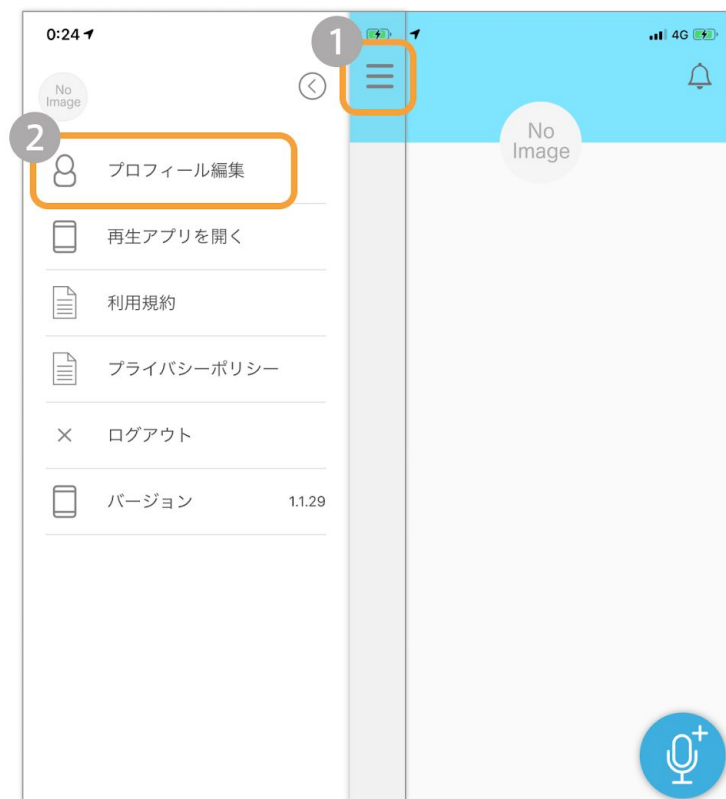 0:24
1
4G
No
Image
2
No
Image
プロフィール編集
再生アプリを開く
利用規約
プライバシーポリシー
ログアウト
バージョン 1.1.29